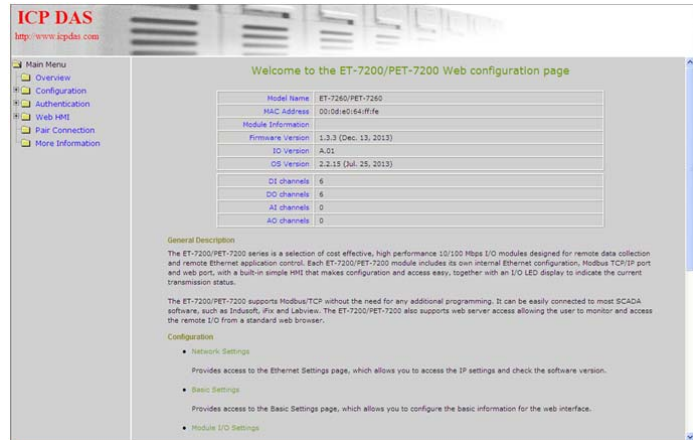 ICP DAS
http://www.icpdas.com
Main Menu
Overview
Configuration
Authentication
Web HMI
Pair Connection
More Information
Welcome to the ET-7200/PET-7200 Web configuration page
Model Name ET-7260/PET-7260
MAC Address 00:0d:e0:64:ff:fe
Module Information
Firmware Version 1.3.3 (Dec. 13, 2013)
IO Version A.01
OS Version 2.2.15 (Jul. 25, 2013)
DI channels 6
DO channels 6
AI channels 0
AO channels 0
General Description
The ET-7200/PET-7200 series is a selection of cost effective, high performance 10/100 Mbps I/O modules designed for remote data collection
and remote Ethernet application control. Each ET-7200/PET-7200 module includes its own internal Ethernet configuration, Modbus TCP/IP port
and web port, with a built-in simple HMI that makes configuration and access easy, together with an I/O LED display to indicate the current
transmission status.
The ET-7200/PET-7200 supports Modbus/TCP without the need for any additional programming. It can be easily connected to most SCADA
software, such as Indusoft, iFix and Labview. The ET-7200/PET-7200 also supports web server access allowing the user to monitor and access
the remote I/O from a standard web browser.
Configuration
Network Settings
Provides access to the Ethernet Settings page, which allows you to access the IP settings and check the software version.
Basic Settings
Provides access to the Basic Settings page, which allows you to configure the basic information for the web interface.
Module I/O Settings